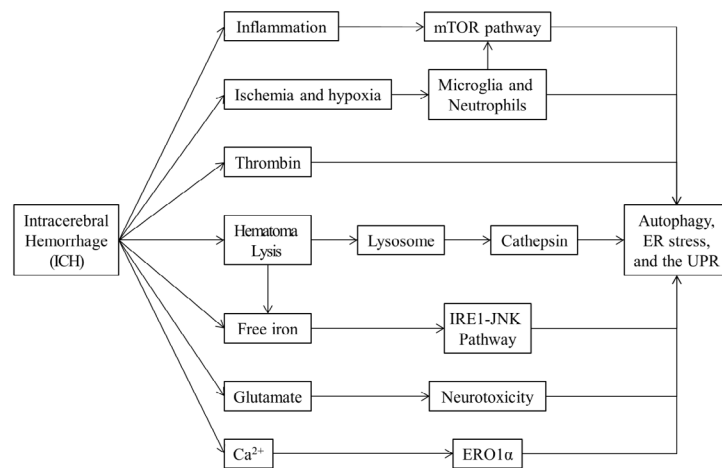 Inflammation
mTOR pathway
Ischemia and hypoxia
Microglia and
Neutrophils
Thrombin
Intracerebral
Hemorrhage
(ICH)
Hematoma
Lysis
Lysosome
Cathepsin
Autophagy,
ER stress,
and the UPR
Free iron
IRE1-JNK
Pathway
Glutamate
Neurotoxicity
Ca²⁺
ERO1α